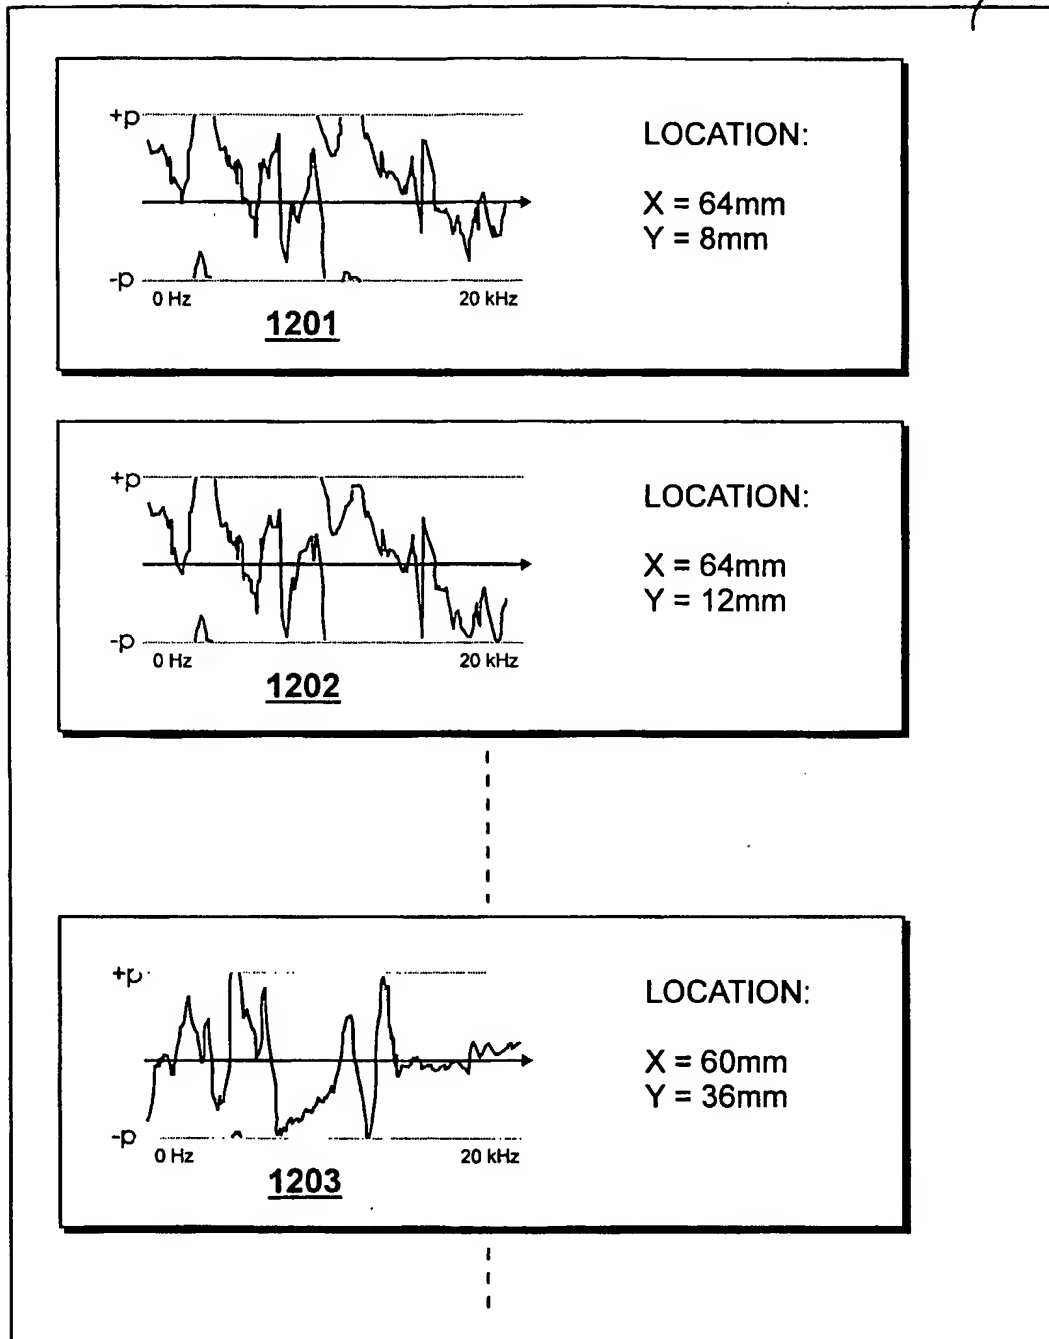 +p
-p
0 Hz 20 kHz
1201
LOCATION:
X = 64mm
Y = 8mm
+p
-p
0 Hz 20 kHz
1202
LOCATION:
X = 64mm
Y = 12mm
+p
-p
0 Hz 20 kHz
1203
LOCATION:
X = 60mm
Y = 36mm